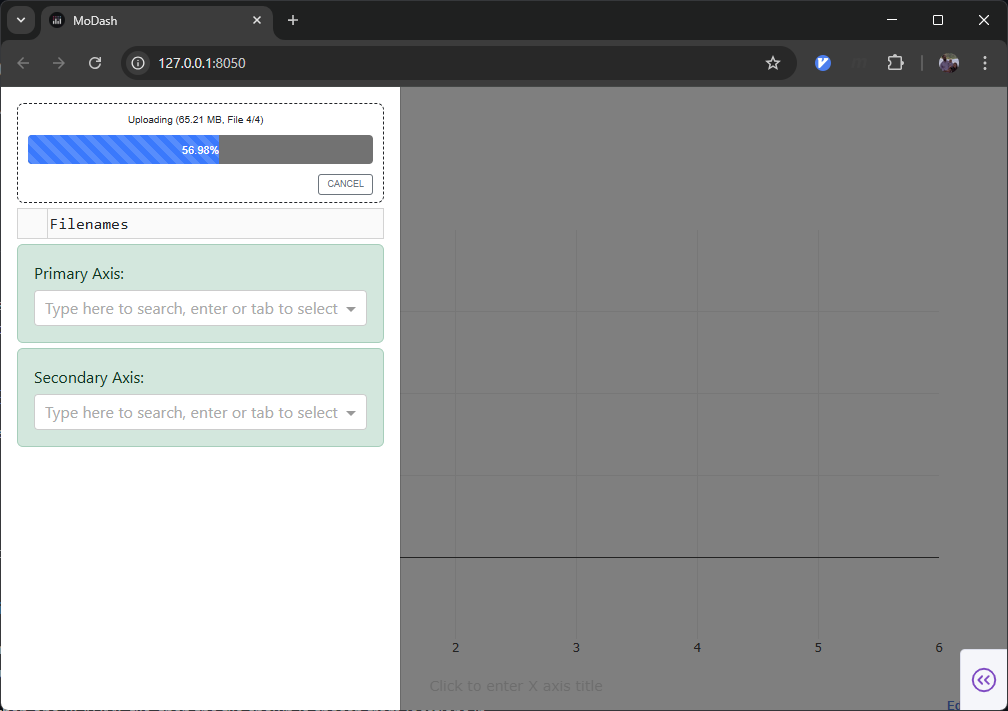 MoDash
127.0.0.1:8050
Uploading (65.21 MB, File 4/4)
56.98%
CANCEL
Filenames
Primary Axis:
Type here to search, enter or tab to select
Secondary Axis:
Type here to search, enter or tab to select
2 3 4 5 6
Click to enter X axis title